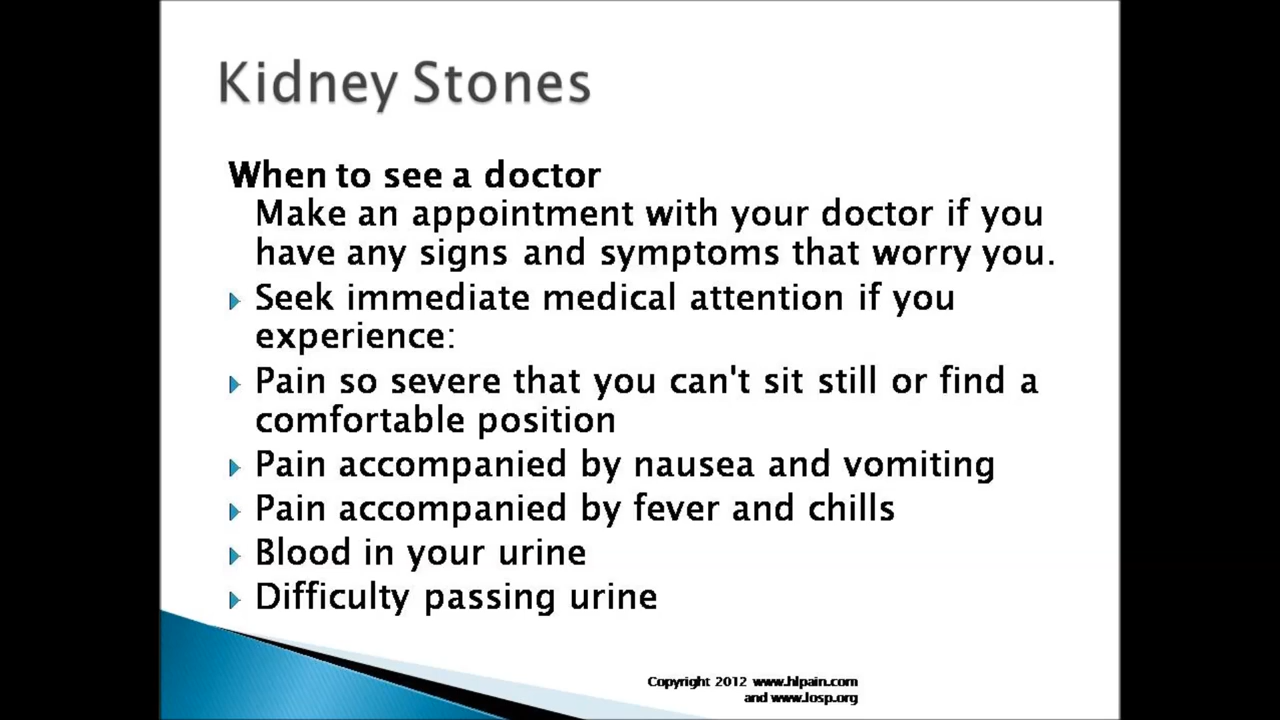 Kidney Stones
When to see a doctor
Make an appointment with your doctor if you
have any signs and symptoms that worry you.
Seek immediate medical attention if you
experience:
Pain so severe that you can't sit still or find a
comfortable position
Pain accompanied by nausea and vomiting
Pain accompanied by fever and chills
Blood in your urine
Difficulty passing urine
Copyright 2012 www.hlpain.com
and www.losp.org